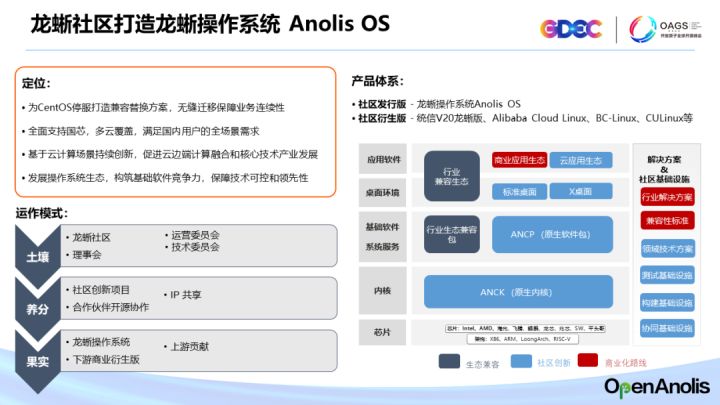 龙蜥社区打造龙蜥操作系统 Anolis OS
GDEC
OAGS
定位：
• 为CentOS停服打造兼容替换方案，无缝迁移保障业务连续性
• 全面支持国芯，多云覆盖，满足国内用户的全场景需求
• 基于云计算场景持续创新，促进云边端计算融合和核心技术产业发展
• 发展操作系统生态，构筑基础软件竞争力，保障技术可控和领先性
运作模式：
土壤
• 龙蜥社区
• 理事会
• 运营委员会
• 技术委员会
养分
• 社区创新项目
• 合作伙伴开源协作
• IP 共享
果实
• 龙蜥操作系统
• 下游商业衍生版
• 上游贡献
产品体系：
• 社区发行版 - 龙蜥操作系统Anolis OS
• 社区衍生版 - 统信V20龙蜥版、Alibaba Cloud Linux、BC-Linux、CULinux等
应用软件
桌面环境
行业
兼容生态
商业应用生态
云应用生态
标准桌面
X桌面
基础软件
系统服务
行业生态兼容
包
ANCP（原生软件包）
内核
ANCK（原生内核）
芯片
芯片：Intel、AMD、海光、飞腾、鲲鹏、龙芯、兆芯、SW、平头哥
架构：X86、ARM、LoongArch、RISC-V
解决方案
&
社区基础设施
行业解决方案
兼容性标准
领域技术方案
测试基础设施
构建基础设施
协同基础设施
生态兼容
社区创新
商业化路线
OpenAnolis